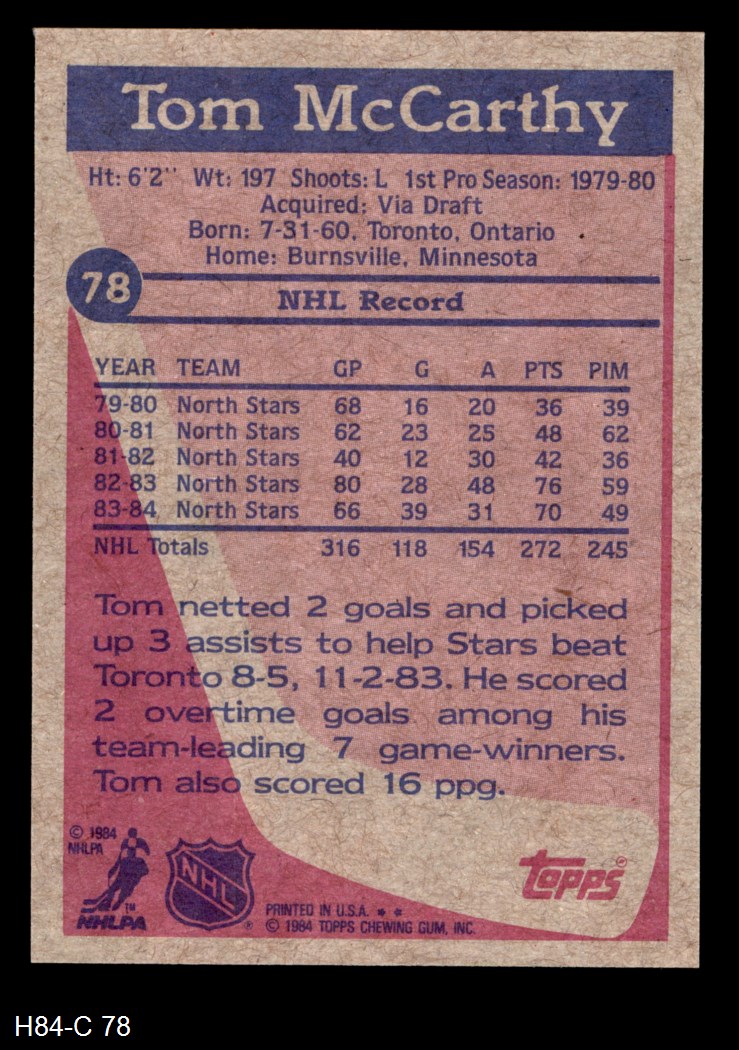 Tom McCarthy
Ht: 6'2" Wt: 197 Shoots: L 1st Pro Season: 1979-80
Acquired: Via Draft
Born: 7-31-60, Toronto, Ontario
Home: Burnsville, Minnesota
78
NHL Record
YEAR TEAM GP G A PTS PIM
79-80 North Stars 68 16 20 36 39
80-81 North Stars 62 23 25 48 62
81-82 North Stars 40 12 30 42 36
82-83 North Stars 80 28 48 76 59
83-84 North Stars 66 39 31 70 49
NHL Totals 316 118 154 272 245
Tom netted 2 goals and picked
up 3 assists to help Stars beat
Toronto 8-5, 11-2-83. He scored
2 overtime goals among his
team-leading 7 game-winners.
Tom also scored 16 ppg.
© 1984
NHLPA
TM
NHLPA
NHL
®
PRINTED IN U.S.A. * *
© 1984 TOPPS CHEWING GUM, INC.
Topps®
H84-C 78